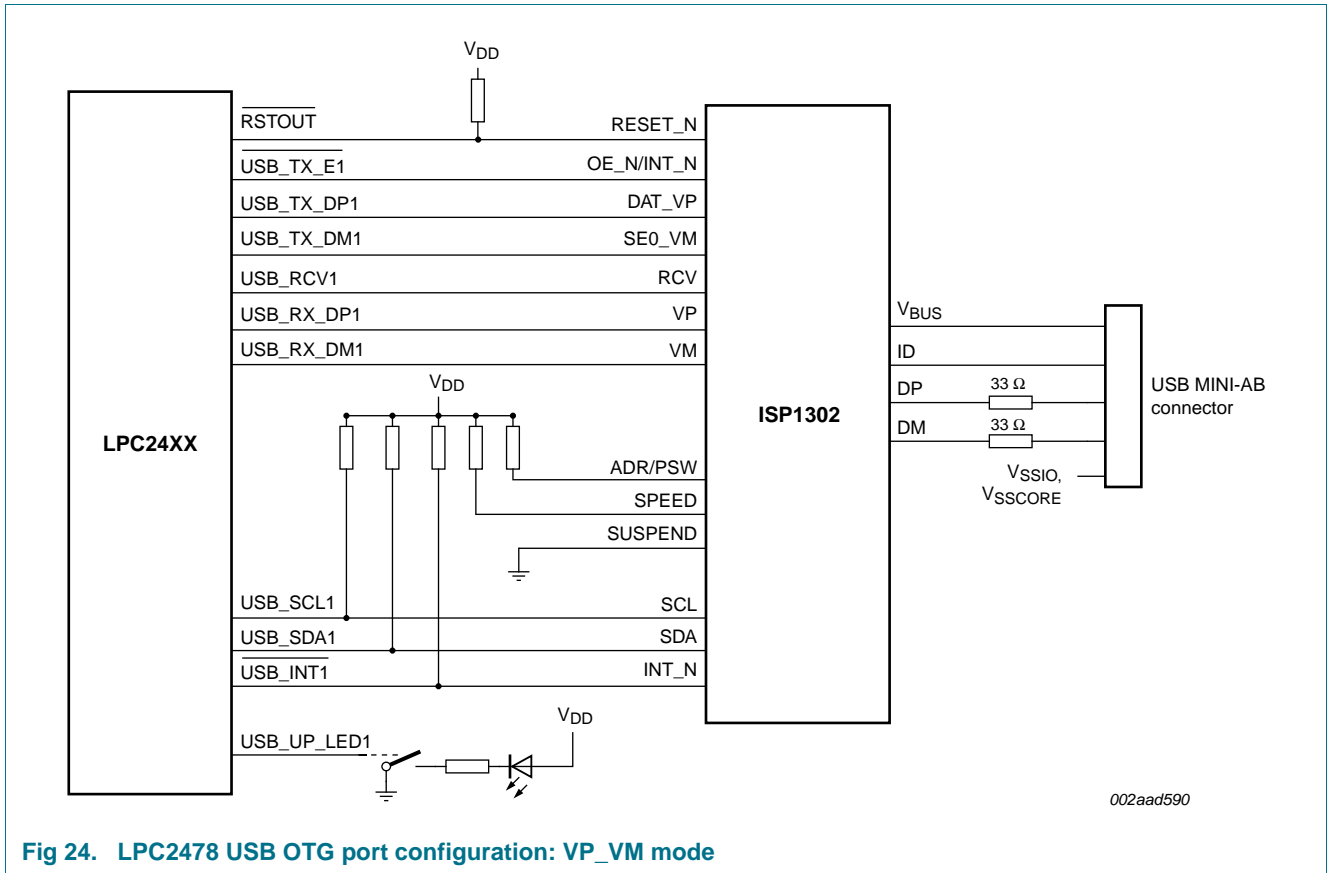 VDD
RSTOUT
RESET_N
USB_TX_E1
OE_N/INT_N
USB_TX_DP1
DAT_VP
USB_TX_DM1
SE0_VM
USB_RCV1
RCV
USB_RX_DP1
VP
USB_RX_DM1
VM
VBUS
ID
DP
33 Ω
DM
33 Ω
USB MINI-AB
connector
VSSIO,
VSSCORE
LPC24XX
ISP1302
VDD
ADR/PSW
SPEED
SUSPEND
USB_SCL1
SCL
USB_SDA1
SDA
USB_INT1
INT_N
VDD
USB_UP_LED1
002aad590
Fig 24. LPC2478 USB OTG port configuration: VP_VM mode